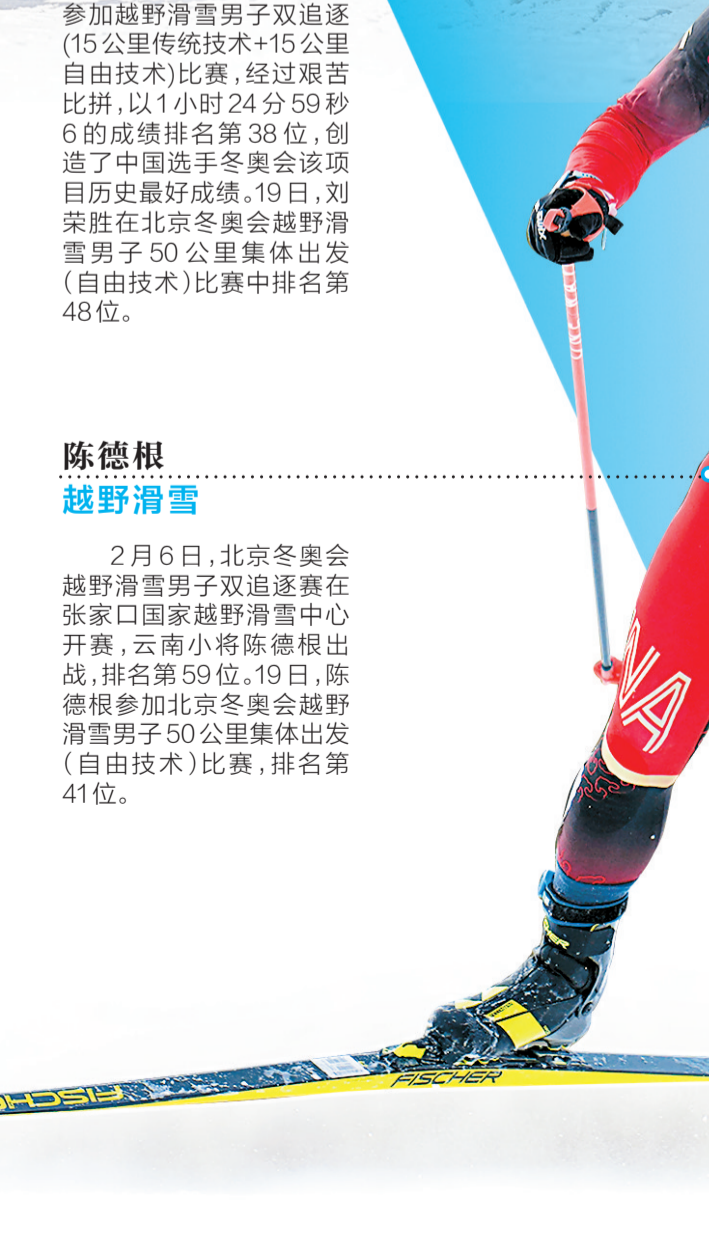 参加越野滑雪男子双追逐
(15公里传统技术+15公里
自由技术)比赛，经过艰苦
比拼，以1小时24分59秒
6的成绩排名第38位，创
造了中国选手冬奥会该项
目历史最好成绩。19日，刘
荣胜在北京冬奥会越野滑
雪男子50公里集体出发
（自由技术）比赛中排名第
48位。
陈德根
越野滑雪
2月6日，北京冬奥会
越野滑雪男子双追逐赛在
张家口国家越野滑雪中心
开赛，云南小将陈德根出
战，排名第59位。19日，陈
德根参加北京冬奥会越野
滑雪男子50公里集体出发
（自由技术）比赛，排名第
41位。
NA
FISCHER
FISCHE